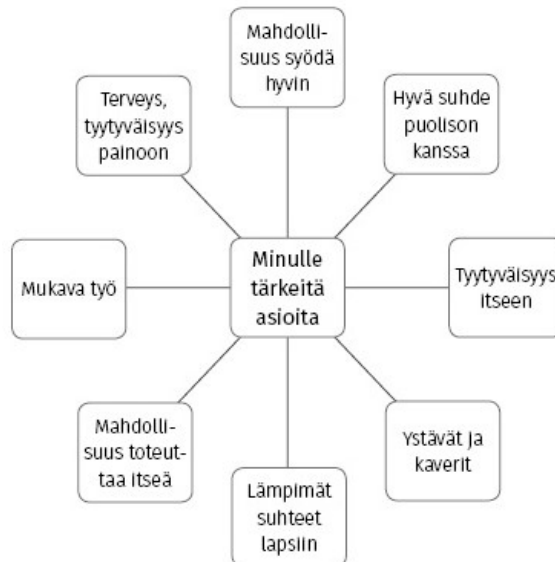 Mahdolli-
suus syödä
hyvin
Terveys,
tyytyväisyys
painoon
Hyvä suhde
puolison
kanssa
Mukava työ
Minulle
tärkeitä
asioita
Tyytyväisyys
itseen
Mahdolli-
suus toteut-
taa itseä
Lämpimät
suhteet
lapsiin
Ystävät ja
kaverit